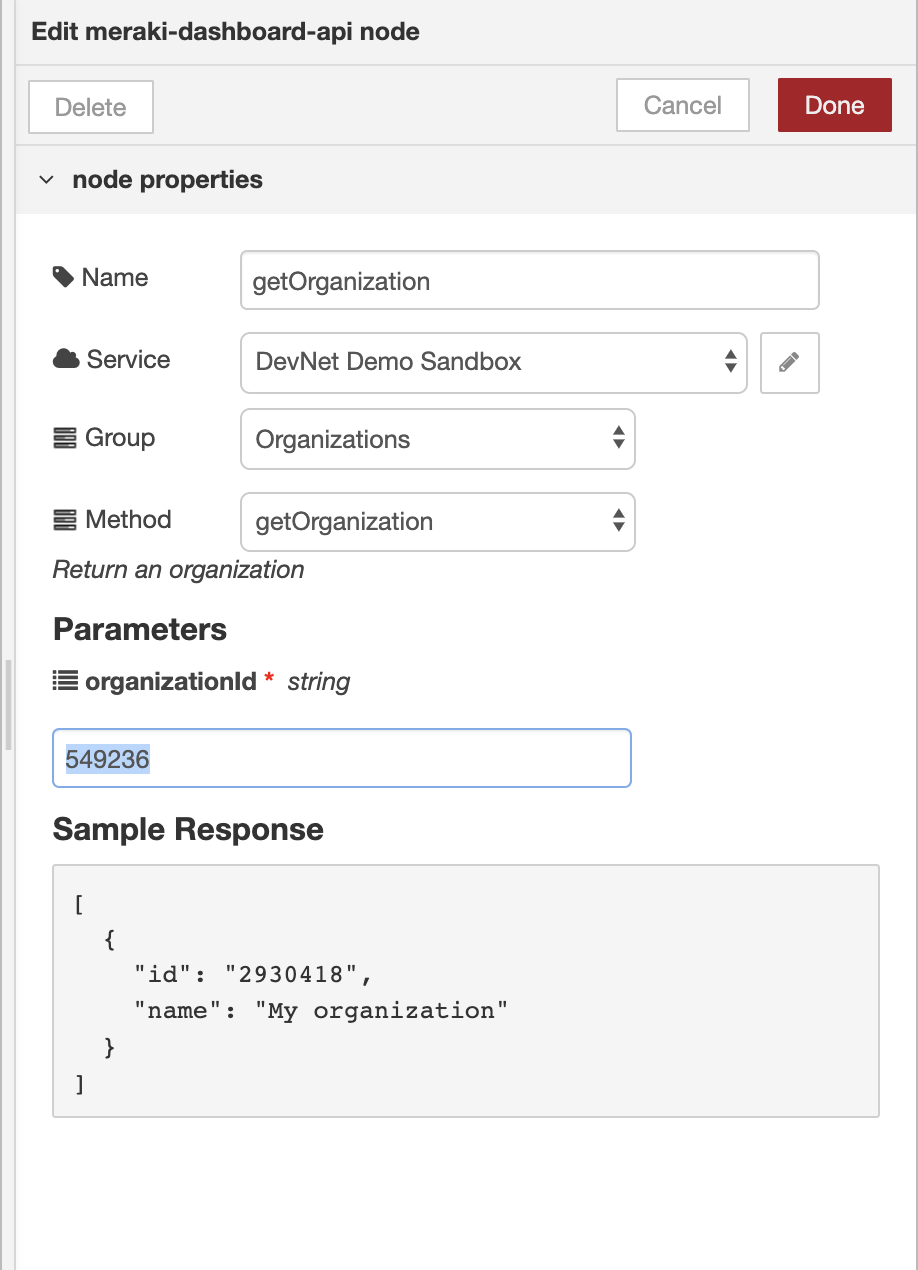 Edit meraki-dashboard-api node
Delete
Cancel
Done
node properties
Name
getOrganization
Service
DevNet Demo Sandbox
Group
Organizations
Method
getOrganization
Return an organization
Parameters
organizationId * string
549236
Sample Response
[
  {
    "id": "2930418",
    "name": "My organization"
  }
]